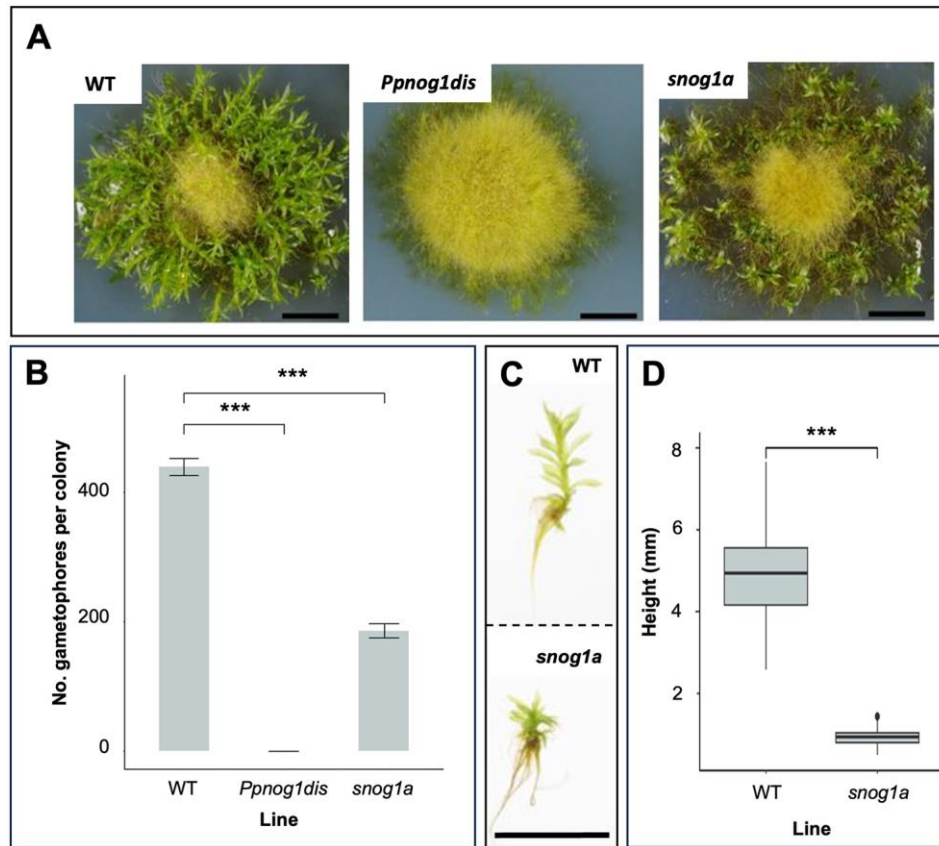 A
WT
Ppnog1dis
snog1a
B
***
***
No. gametophores per colony
400
200
0
WT Ppnog1dis snog1a
Line
C
WT
snog1a
D
***
Height (mm)
8
6
4
2
WT snog1a
Line